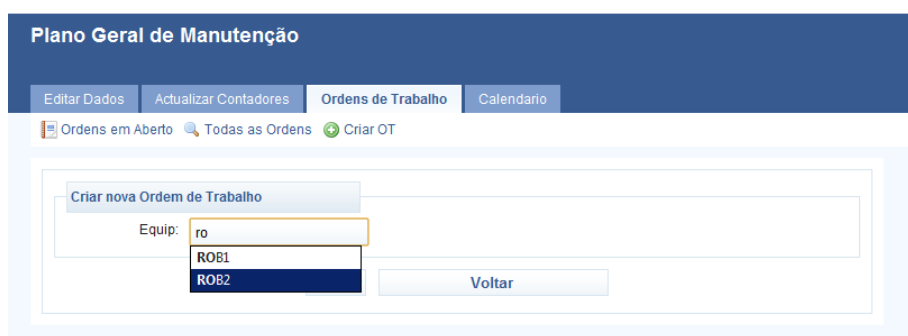 Plano Geral de Manutenção
Editar Dados Actualizar Contadores Ordens de Trabalho Calendario
Ordens em Aberto Todas as Ordens Criar OT
Criar nova Ordem de Trabalho
Equip: ro
ROB1
ROB2
Voltar